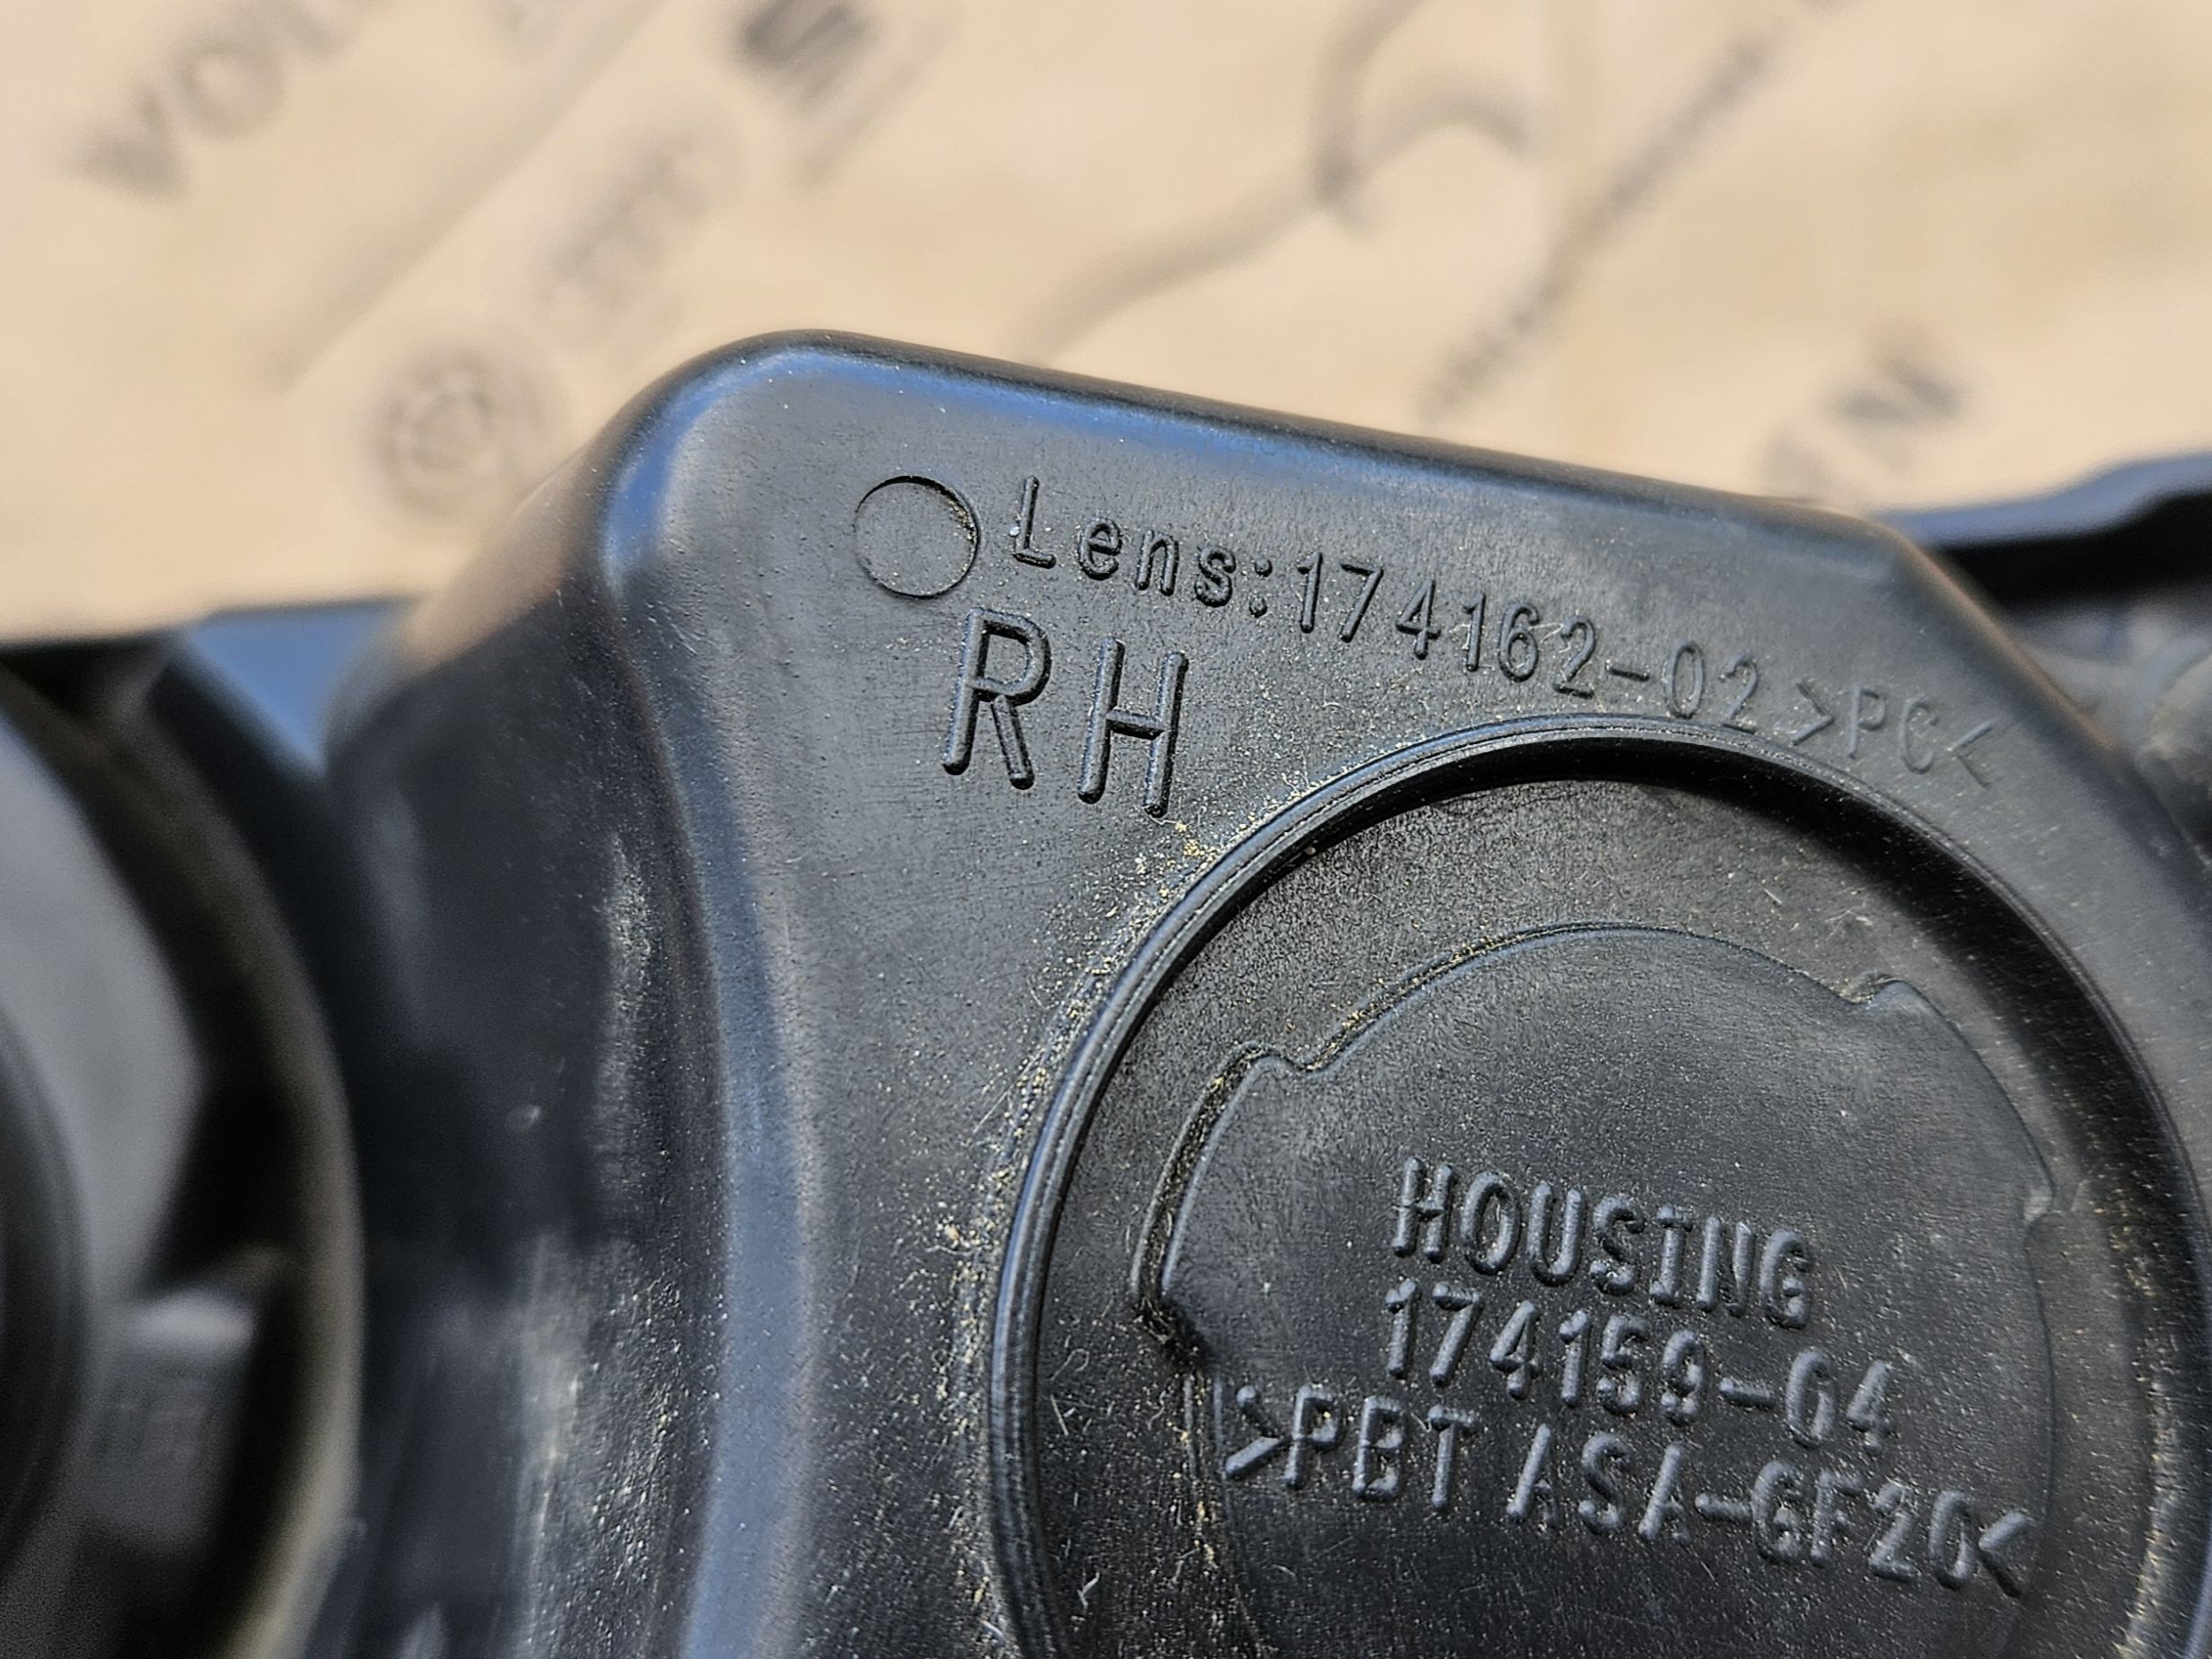 Lens:174162-02 >PC<
RH
HOUSING
174159-04
>PBT ASA-GF20<